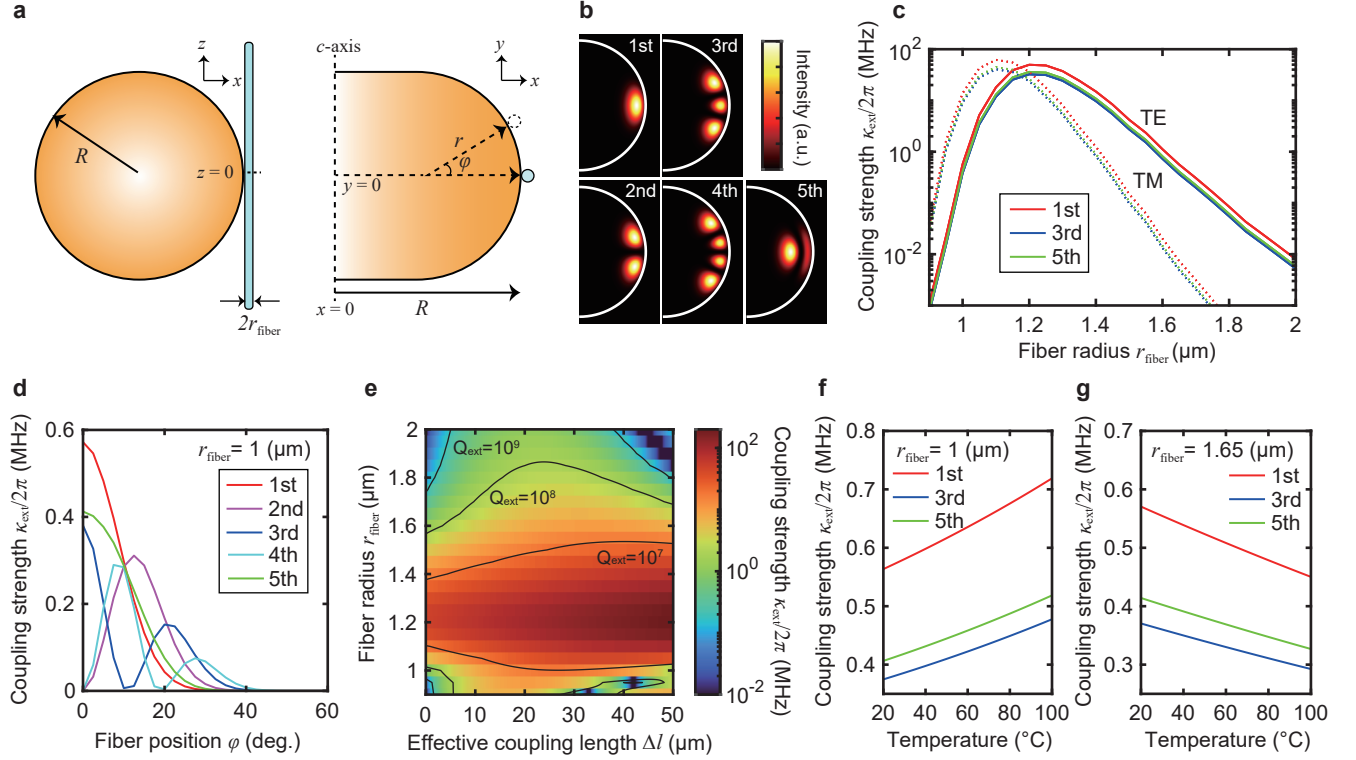 a
z
x
R
z = 0
2r_fiber
c-axis
y
x
r
φ
y = 0
x = 0
R
b
1st
3rd
2nd
4th
5th
Intensity (a.u.)
c
Coupling strength κ_ext/2π (MHz)
10^2
10^0
10^-2
TE
TM
1st
3rd
5th
1
1.2
1.4
1.6
1.8
2
Fiber radius r_fiber (μm)
d
Coupling strength κ_ext/2π (MHz)
0.6
0.4
0.2
0
r_fiber = 1 (μm)
1st
2nd
3rd
4th
5th
0
20
40
60
Fiber position φ (deg.)
e
Fiber radius r_fiber (μm)
2
1.8
1.6
1.4
1.2
1
Q_ext=10^9
Q_ext=10^8
Q_ext=10^7
0
10
20
30
40
50
Effective coupling length Δl (μm)
10^2
10^0
10^-2
Coupling strength κ_ext/2π (MHz)
f
Coupling strength κ_ext/2π (MHz)
0.8
0.7
0.6
0.5
0.4
r_fiber = 1 (μm)
1st
3rd
5th
20
40
60
80
100
Temperature (°C)
g
Coupling strength κ_ext/2π (MHz)
0.7
0.6
0.5
0.4
0.3
r_fiber = 1.65 (μm)
1st
3rd
5th
20
40
60
80
100
Temperature (°C)